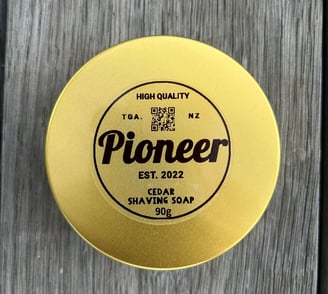 HIGH QUALITY
TGA. NZ
Pioneer
EST. 2022
CEDAR
SHAVING SOAP
90g